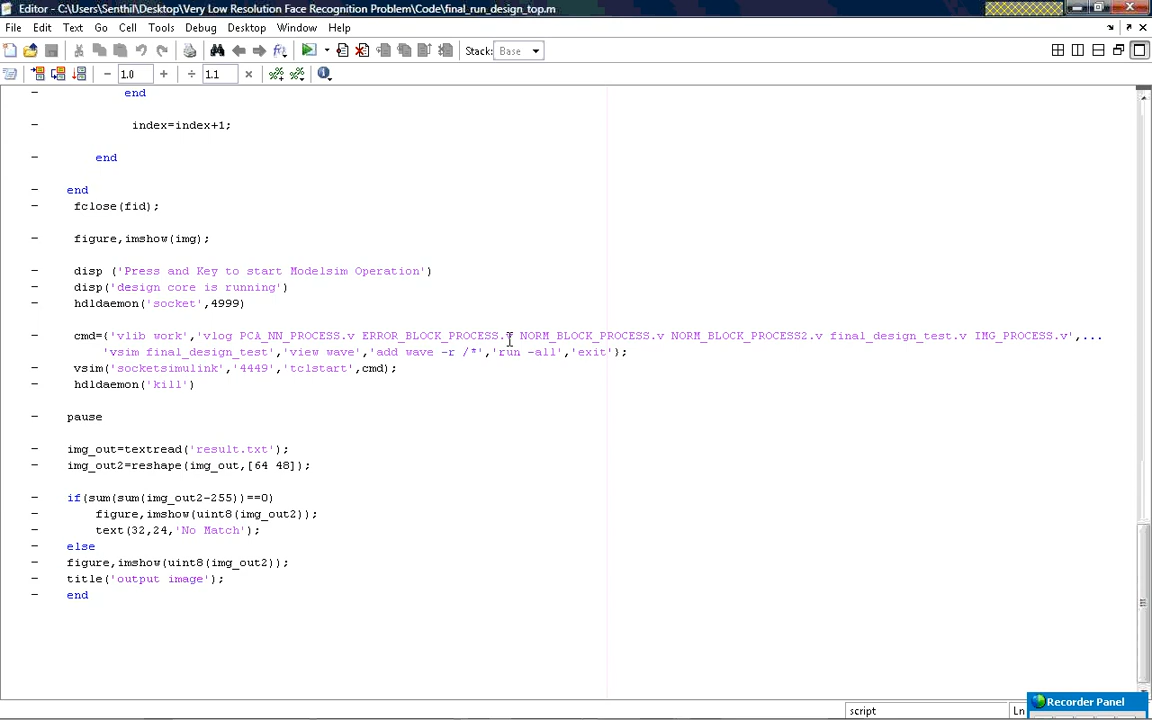 Editor - C:\Users\Senthil\Desktop\Very Low Resolution Face Recognition Problem\Code\final_run_design_top.m
File Edit Text Go Cell Tools Debug Desktop Window Help
Stack: Base
1.0 1.1
end
index=index+1;
end
end
fclose(fid);
figure,imshow(img);
disp ('Press and Key to start Modelsim Operation')
disp('design core is running')
hdldaemon('socket',4999)
cmd={'vlib work','vlog PCA_NN_PROCESS.v ERROR_BLOCK_PROCESS.v NORM_BLOCK_PROCESS.v NORM_BLOCK_PROCESS2.v final_design_test.v IMG_PROCESS.v',...
'vsim final_design_test','view wave','add wave -r /*','run -all','exit'};
vsim('socketsimulink','4449','tclstart',cmd);
hdldaemon('kill')
pause
img_out=textread('result.txt');
img_out2=reshape(img_out,[64 48]);
if(sum(sum(img_out2-255))==0)
figure,imshow(uint8(img_out2));
text(32,24,'No Match');
else
figure,imshow(uint8(img_out2));
title('output image');
end
script Ln
Recorder Panel